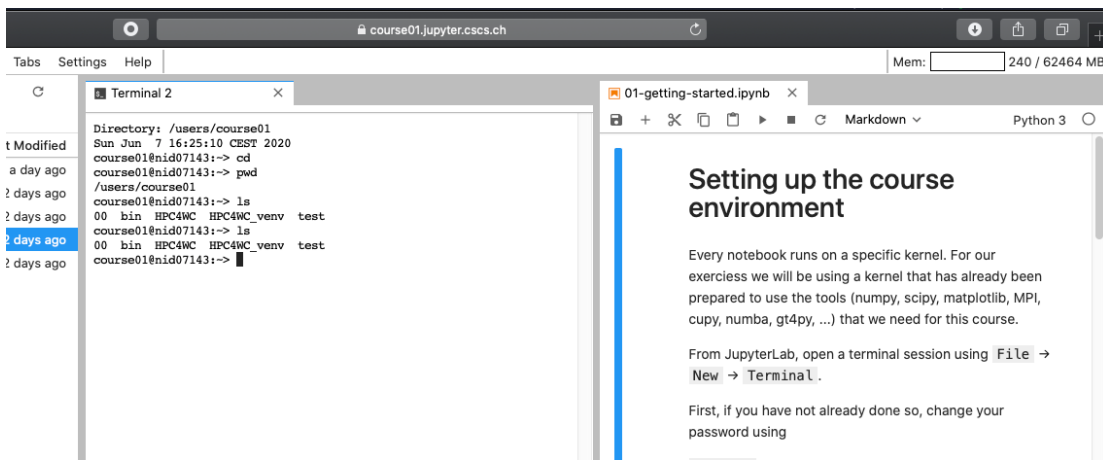 course01.jupyter.cscs.ch
Tabs Settings Help
Mem: 240 / 62464 MB
t Modified
a day ago
2 days ago
2 days ago
2 days ago
2 days ago
Terminal 2
Directory: /users/course01
Sun Jun  7 16:25:10 CEST 2020
course01@nid07143:~> cd
course01@nid07143:~> pwd
/users/course01
course01@nid07143:~> ls
00  bin  HPC4WC  HPC4WC_venv  test
course01@nid07143:~> ls
00  bin  HPC4WC  HPC4WC_venv  test
course01@nid07143:~>
01-getting-started.ipynb
Markdown
Python 3
Setting up the course
environment
Every notebook runs on a specific kernel. For our
exerciess we will be using a kernel that has already been
prepared to use the tools (numpy, scipy, matplotlib, MPI,
cupy, numba, gt4py, ...) that we need for this course.
From JupyterLab, open a terminal session using File →
New → Terminal .
First, if you have not already done so, change your
password using